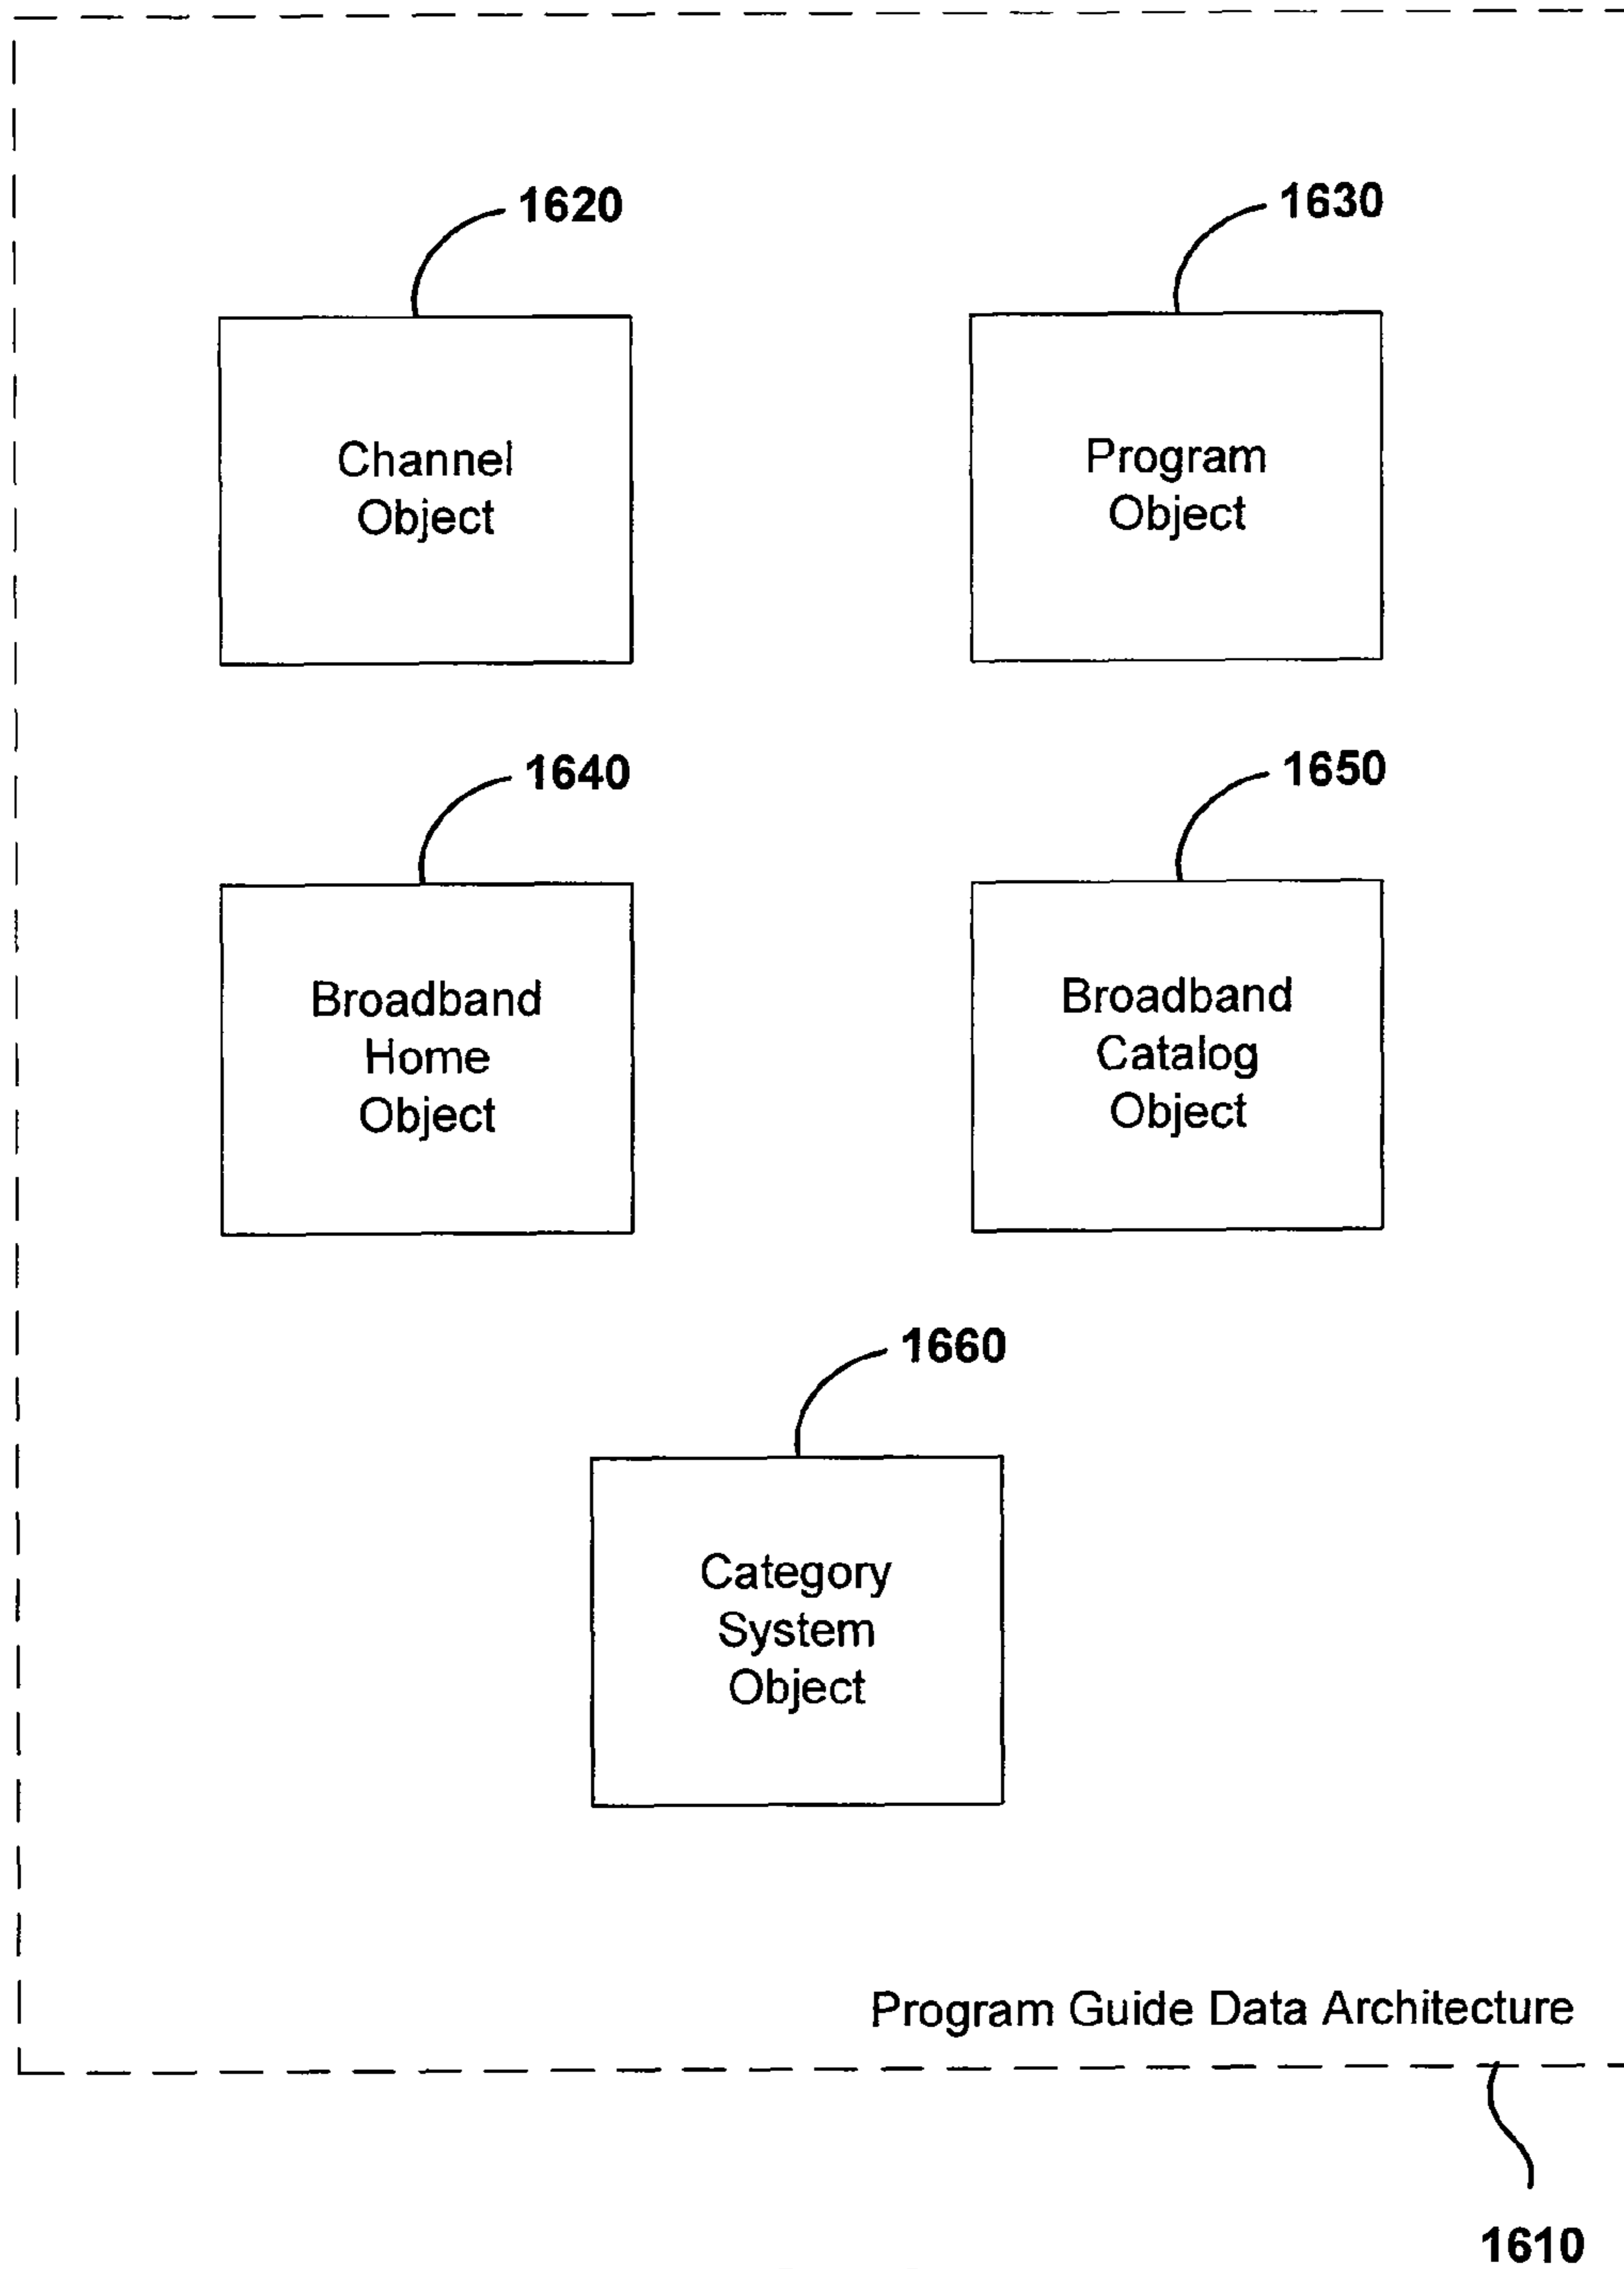 1620
1630
Channel
Object
Program
Object
1640
1650
Broadband
Home
Object
Broadband
Catalog
Object
1660
Category
System
Object
Program Guide Data Architecture
1610